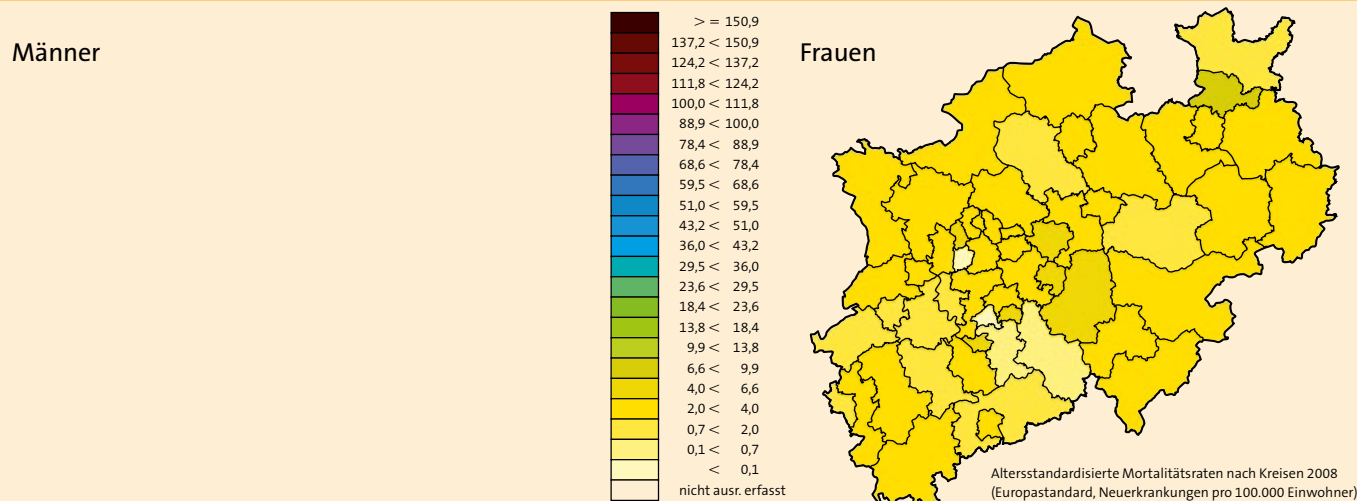 Männer
Frauen
> = 150,9
137,2 < 150,9
124,2 < 137,2
111,8 < 124,2
100,0 < 111,8
88,9 < 100,0
78,4 < 88,9
68,6 < 78,4
59,5 < 68,6
51,0 < 59,5
43,2 < 51,0
36,0 < 43,2
29,5 < 36,0
23,6 < 29,5
18,4 < 23,6
13,8 < 18,4
9,9 < 13,8
6,6 < 9,9
4,0 < 6,6
2,0 < 4,0
0,7 < 2,0
0,1 < 0,7
< 0,1
nicht ausr. erfasst
Altersstandardisierte Mortalitätsraten nach Kreisen 2008
(Europastandard, Neuerkrankungen pro 100.000 Einwohner)